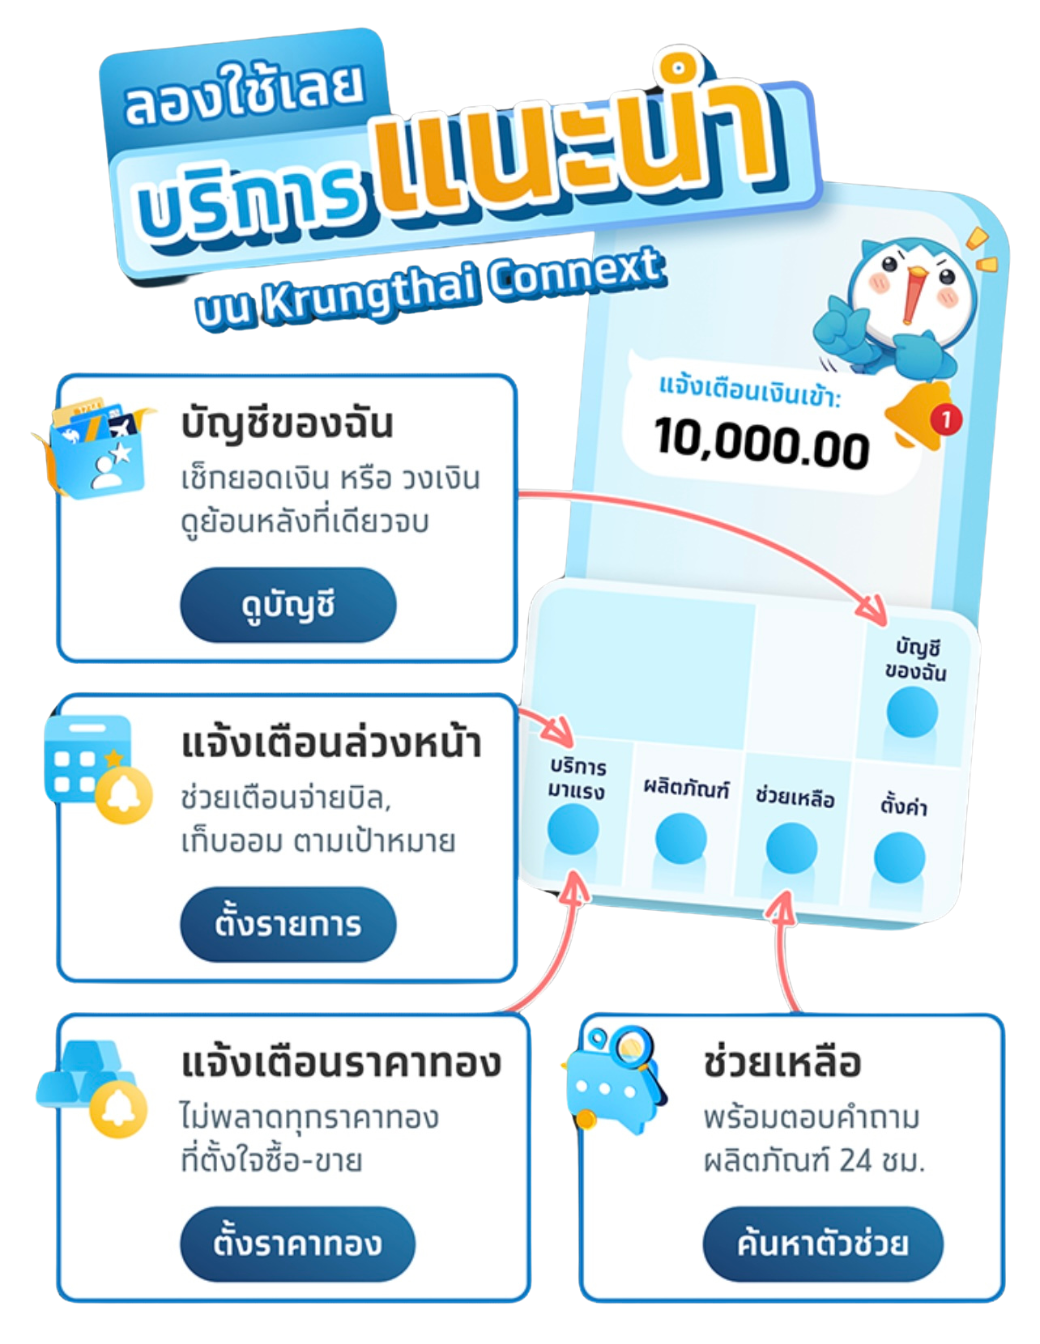 ลองใช้เลย
บริการแนะนำ
บน Krungthai Connext
แจ้งเตือนเงินเข้า:
10,000.00
1
บัญชีของฉัน
เช็กยอดเงิน หรือ วงเงิน
ดูย้อนหลังที่เดียวจบ
ดูบัญชี
บัญชี
ของฉัน
บริการ
มาแรง
ผลิตภัณฑ์
ช่วยเหลือ
ตั้งค่า
แจ้งเตือนล่วงหน้า
ช่วยเตือนจ่ายบิล,
เก็บออม ตามเป้าหมาย
ตั้งรายการ
แจ้งเตือนราคาทอง
ไม่พลาดทุกราคาทอง
ที่ตั้งใจซื้อ-ขาย
ตั้งราคาทอง
ช่วยเหลือ
พร้อมตอบคำถาม
ผลิตภัณฑ์ 24 ชม.
ค้นหาตัวช่วย